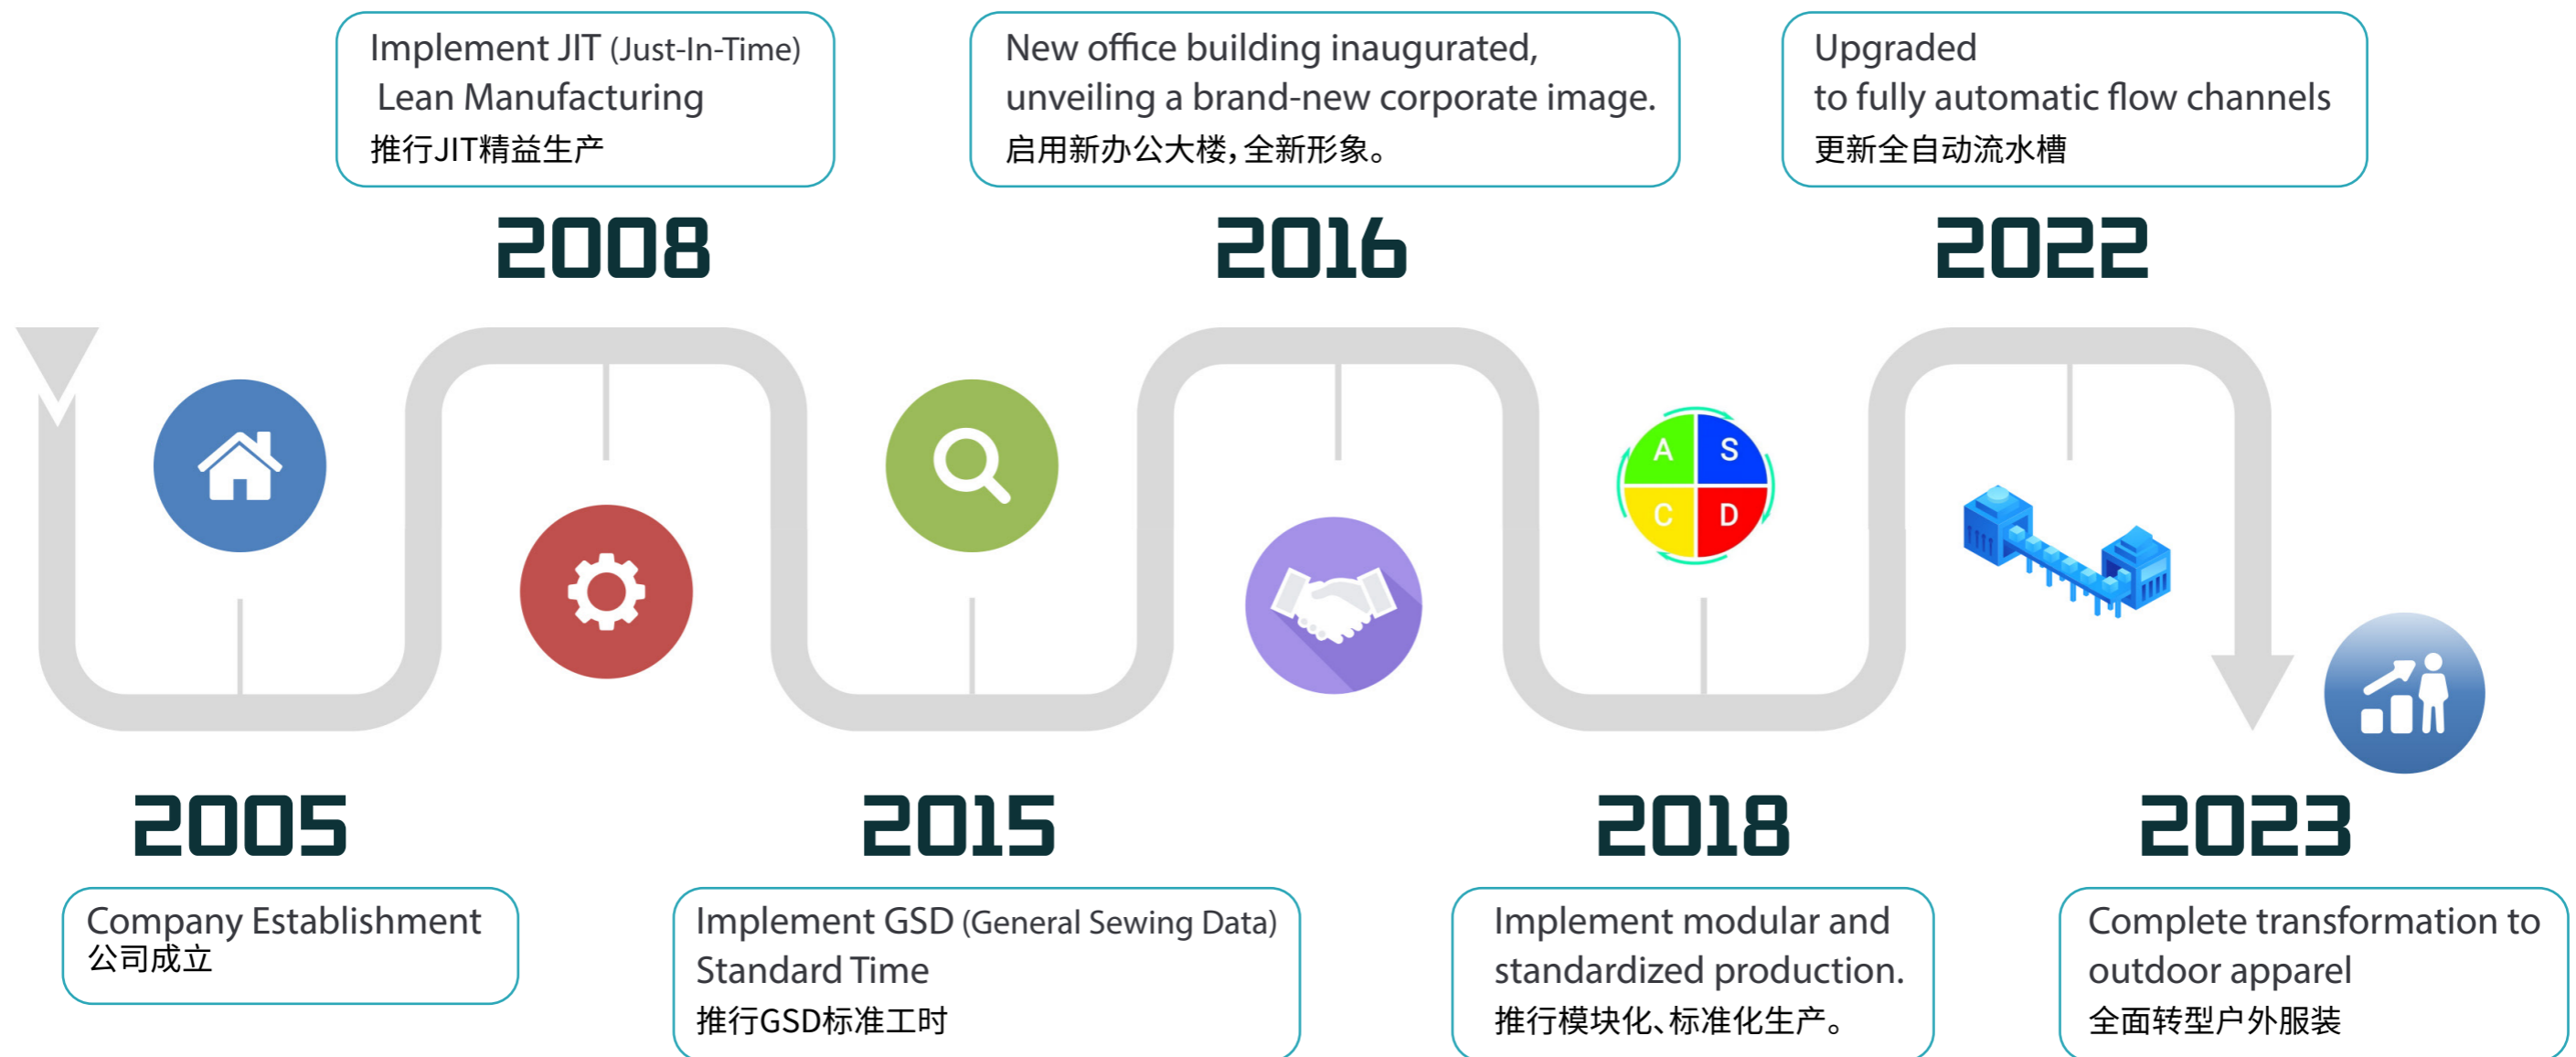 Implement JIT (Just-In-Time)
Lean Manufacturing
推行JIT精益生产
2008
New office building inaugurated,
unveiling a brand-new corporate image.
启用新办公大楼，全新形象。
2016
Upgraded
to fully automatic flow channels
更新全自动流水槽
2022
A S
C D
2005
Company Establishment
公司成立
2015
Implement GSD (General Sewing Data)
Standard Time
推行GSD标准工时
2018
Implement modular and
standardized production.
推行模块化、标准化生产。
2023
Complete transformation to
outdoor apparel
全面转型户外服装